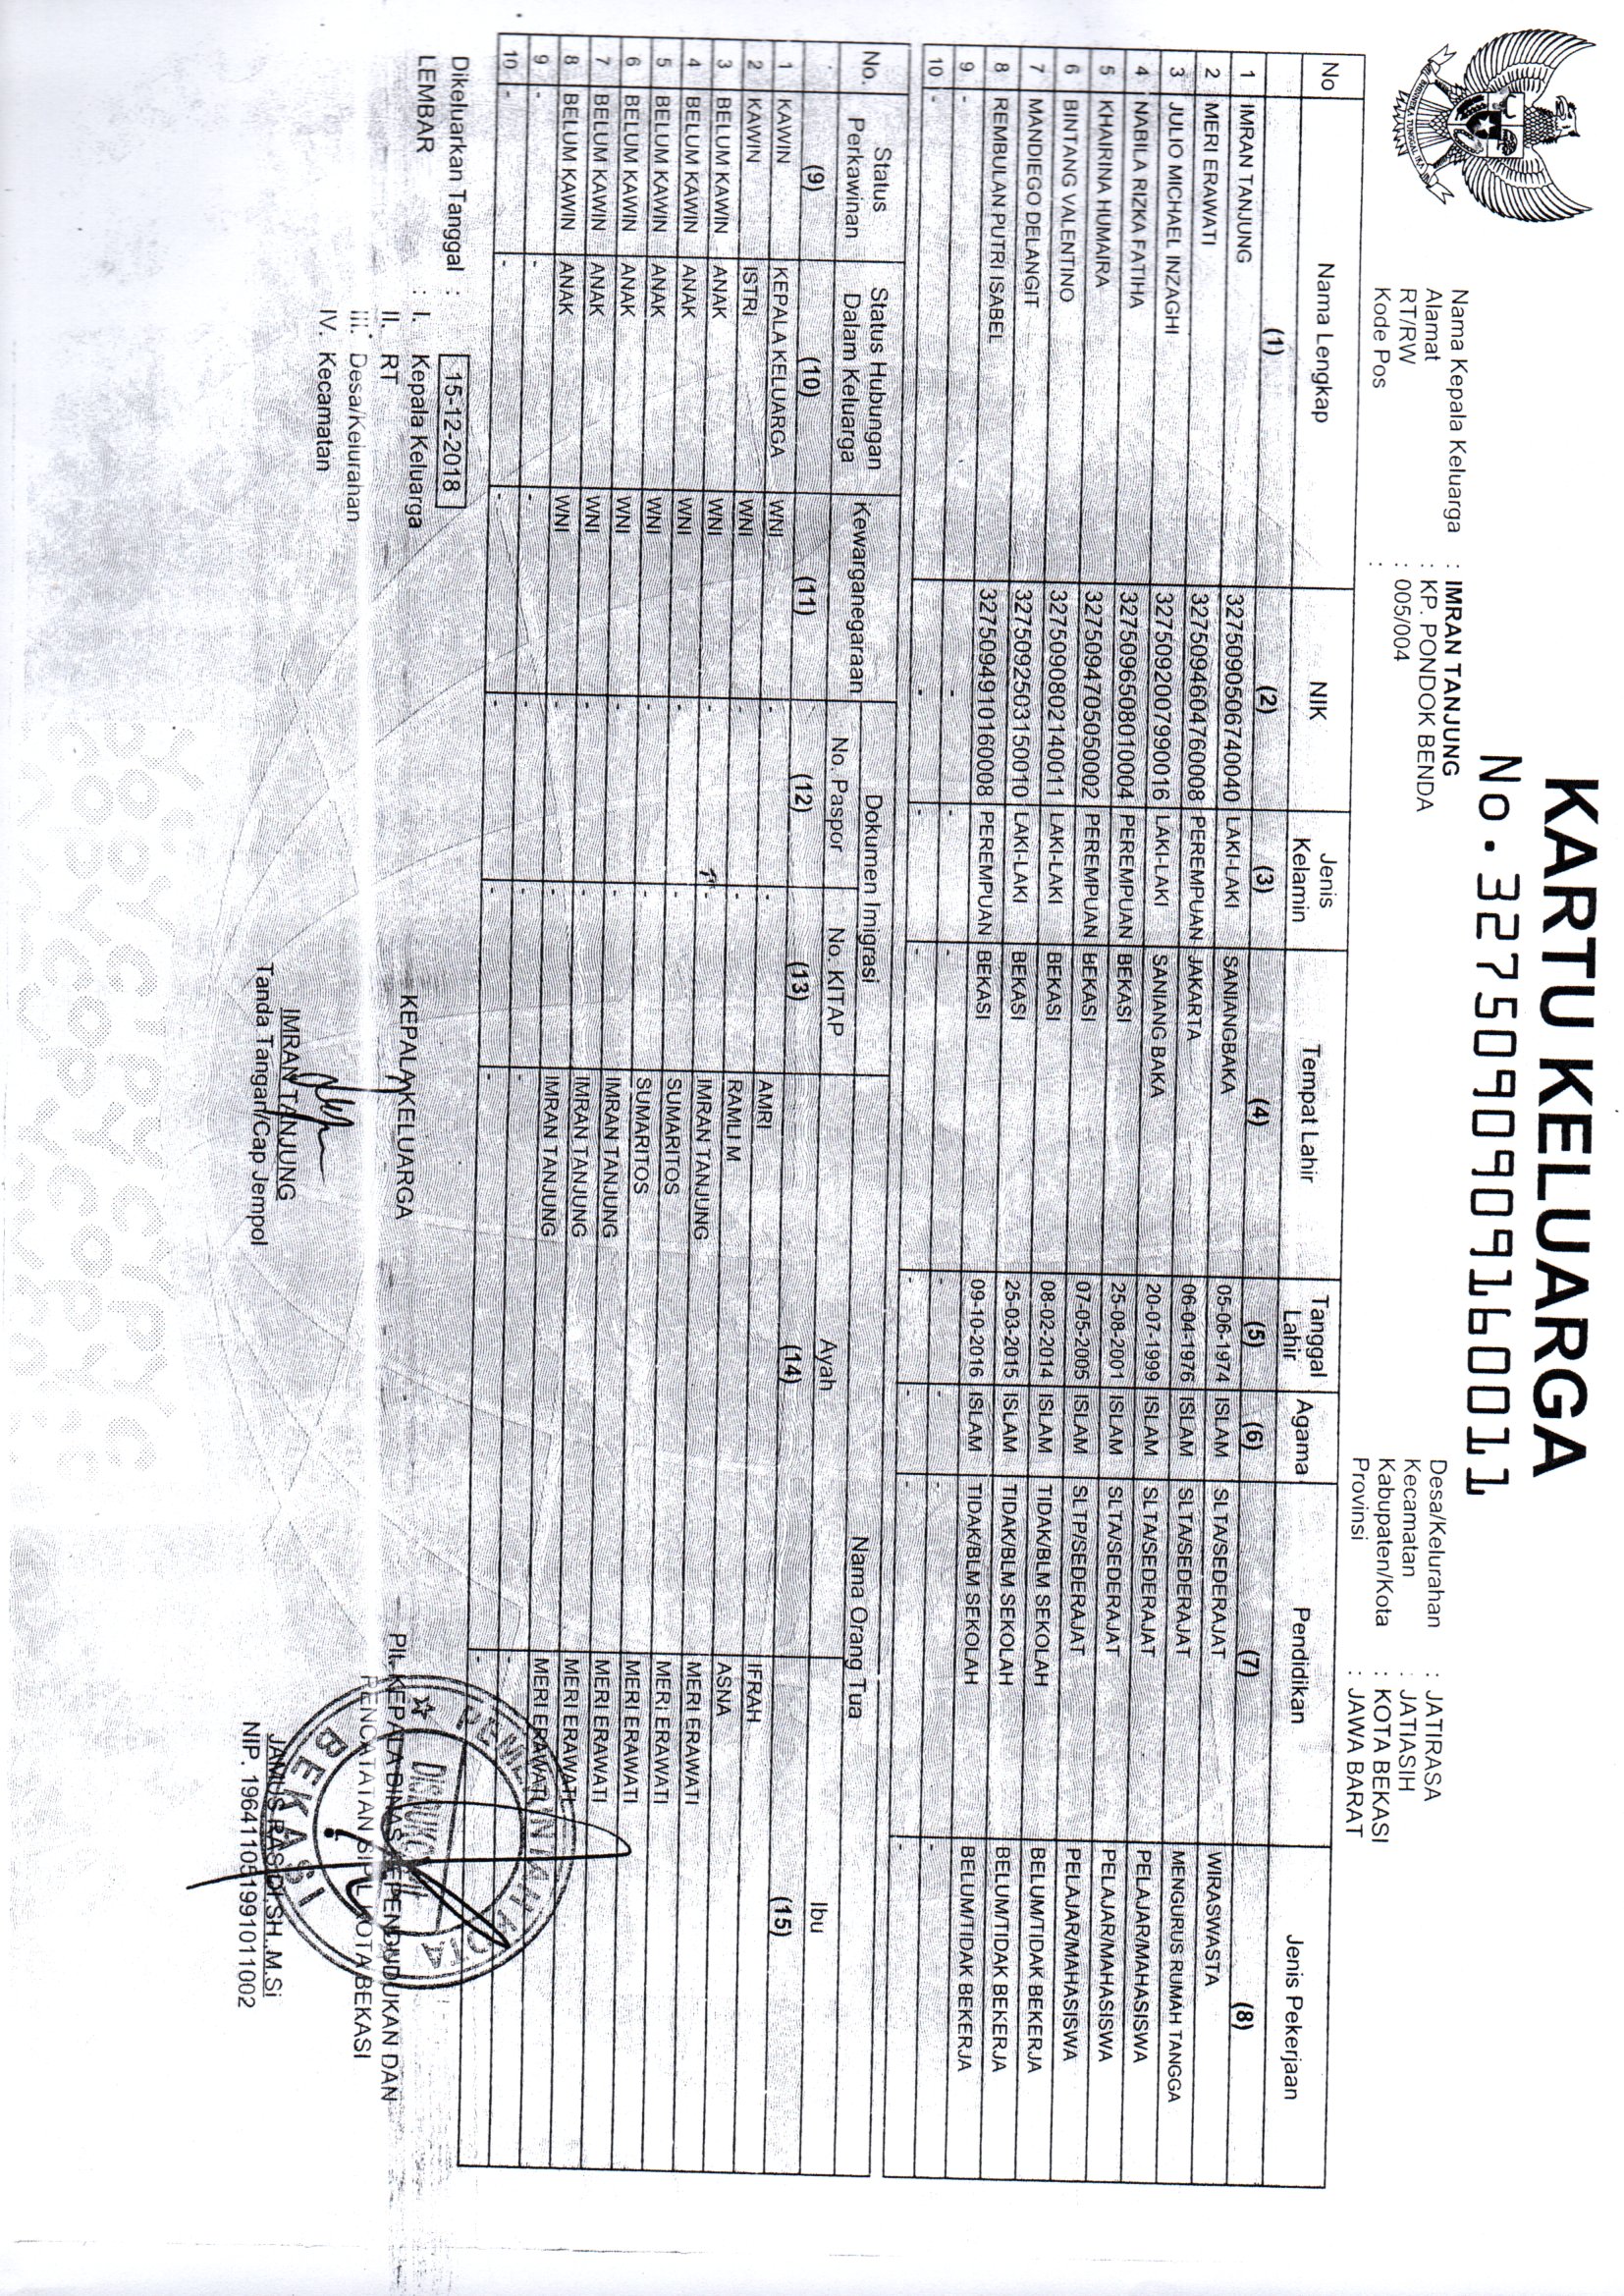 KARTU KELUARGA
No. 3275090909160011
BHINNEKA TUNGGAL IKA
Nama Kepala Keluarga : IMRAN TANJUNG
Alamat : KP. PONDOK BENDA
RT/RW : 005/004
Kode Pos :
Desa/Kelurahan : JATIRASA
Kecamatan : JATIASIH
Kabupaten/Kota : KOTA BEKASI
Provinsi : JAWA BARAT
No Nama Lengkap NIK Jenis Kelamin Tempat Lahir Tanggal Lahir Agama Pendidikan Jenis Pekerjaan
(1) (2) (3) (4) (5) (6) (7) (8)
1 IMRAN TANJUNG 3275090506740040 LAKI-LAKI SANIANGBAKA 05-06-1974 ISLAM SLTA/SEDERAJAT WIRASWASTA
2 MERI ERAWATI 3275094604760008 PEREMPUAN JAKARTA 06-04-1976 ISLAM SLTA/SEDERAJAT MENGURUS RUMAH TANGGA
3 JULIO MICHAEL INZAGHI 3275092007990016 LAKI-LAKI SANIANG BAKA 20-07-1999 ISLAM SLTA/SEDERAJAT PELAJAR/MAHASISWA
4 NABILA RIZKA FATIHA 3275096508010004 PEREMPUAN BEKASI 25-08-2001 ISLAM SLTA/SEDERAJAT PELAJAR/MAHASISWA
5 KHAIRINA HUMAIRA 3275094705050002 PEREMPUAN BEKASI 07-05-2005 ISLAM SLTP/SEDERAJAT PELAJAR/MAHASISWA
6 BINTANG VALENTINO 3275090802140011 LAKI-LAKI BEKASI 08-02-2014 ISLAM TIDAK/BLM SEKOLAH BELUM/TIDAK BEKERJA
7 MANDIEGO DELANGIT 3275092503150010 LAKI-LAKI BEKASI 25-03-2015 ISLAM TIDAK/BLM SEKOLAH BELUM/TIDAK BEKERJA
8 REMBULAN PUTRI ISABEL 3275094910160008 PEREMPUAN BEKASI 09-10-2016 ISLAM TIDAK/BLM SEKOLAH BELUM/TIDAK BEKERJA
9 - - - - - - - -
10 - - - - - - - -
No. Status Perkawinan Status Hubungan Dalam Keluarga Kewarganegaraan Dokumen Imigrasi Nama Orang Tua
No. Paspor No. KITAP Ayah Ibu
(9) (10) (11) (12) (13) (14) (15)
1 KAWIN KEPALA KELUARGA WNI - - AMRI IFRAH
2 KAWIN ISTRI WNI - - RAMLI M ASNA
3 BELUM KAWIN ANAK WNI - - IMRAN TANJUNG MERI ERAWATI
4 BELUM KAWIN ANAK WNI - - SUMARITOS MERI ERAWATI
5 BELUM KAWIN ANAK WNI - - SUMARITOS MERI ERAWATI
6 BELUM KAWIN ANAK WNI - - IMRAN TANJUNG MERI ERAWATI
7 BELUM KAWIN ANAK WNI - - IMRAN TANJUNG MERI ERAWATI
8 BELUM KAWIN ANAK WNI - - IMRAN TANJUNG MERI ERAWATI
9 - - - - - - -
10 - - - - - - -
Dikeluarkan Tanggal : 15-12-2018
LEMBAR : I. Kepala Keluarga
II. RT
III. Desa/Kelurahan
IV. Kecamatan
KEPALA KELUARGA
IMRAN TANJUNG
Tanda Tangan/Cap Jempol
PEMERINTAH KOTA
BEKASI
Plt. KEPALA DINAS KEPENDUDUKAN DAN
PENCATATAN SIPIL KOTA BEKASI
JAMUS RASIDI,SH.,M.Si
NIP. 196411051991011002
COPY COPY COPY